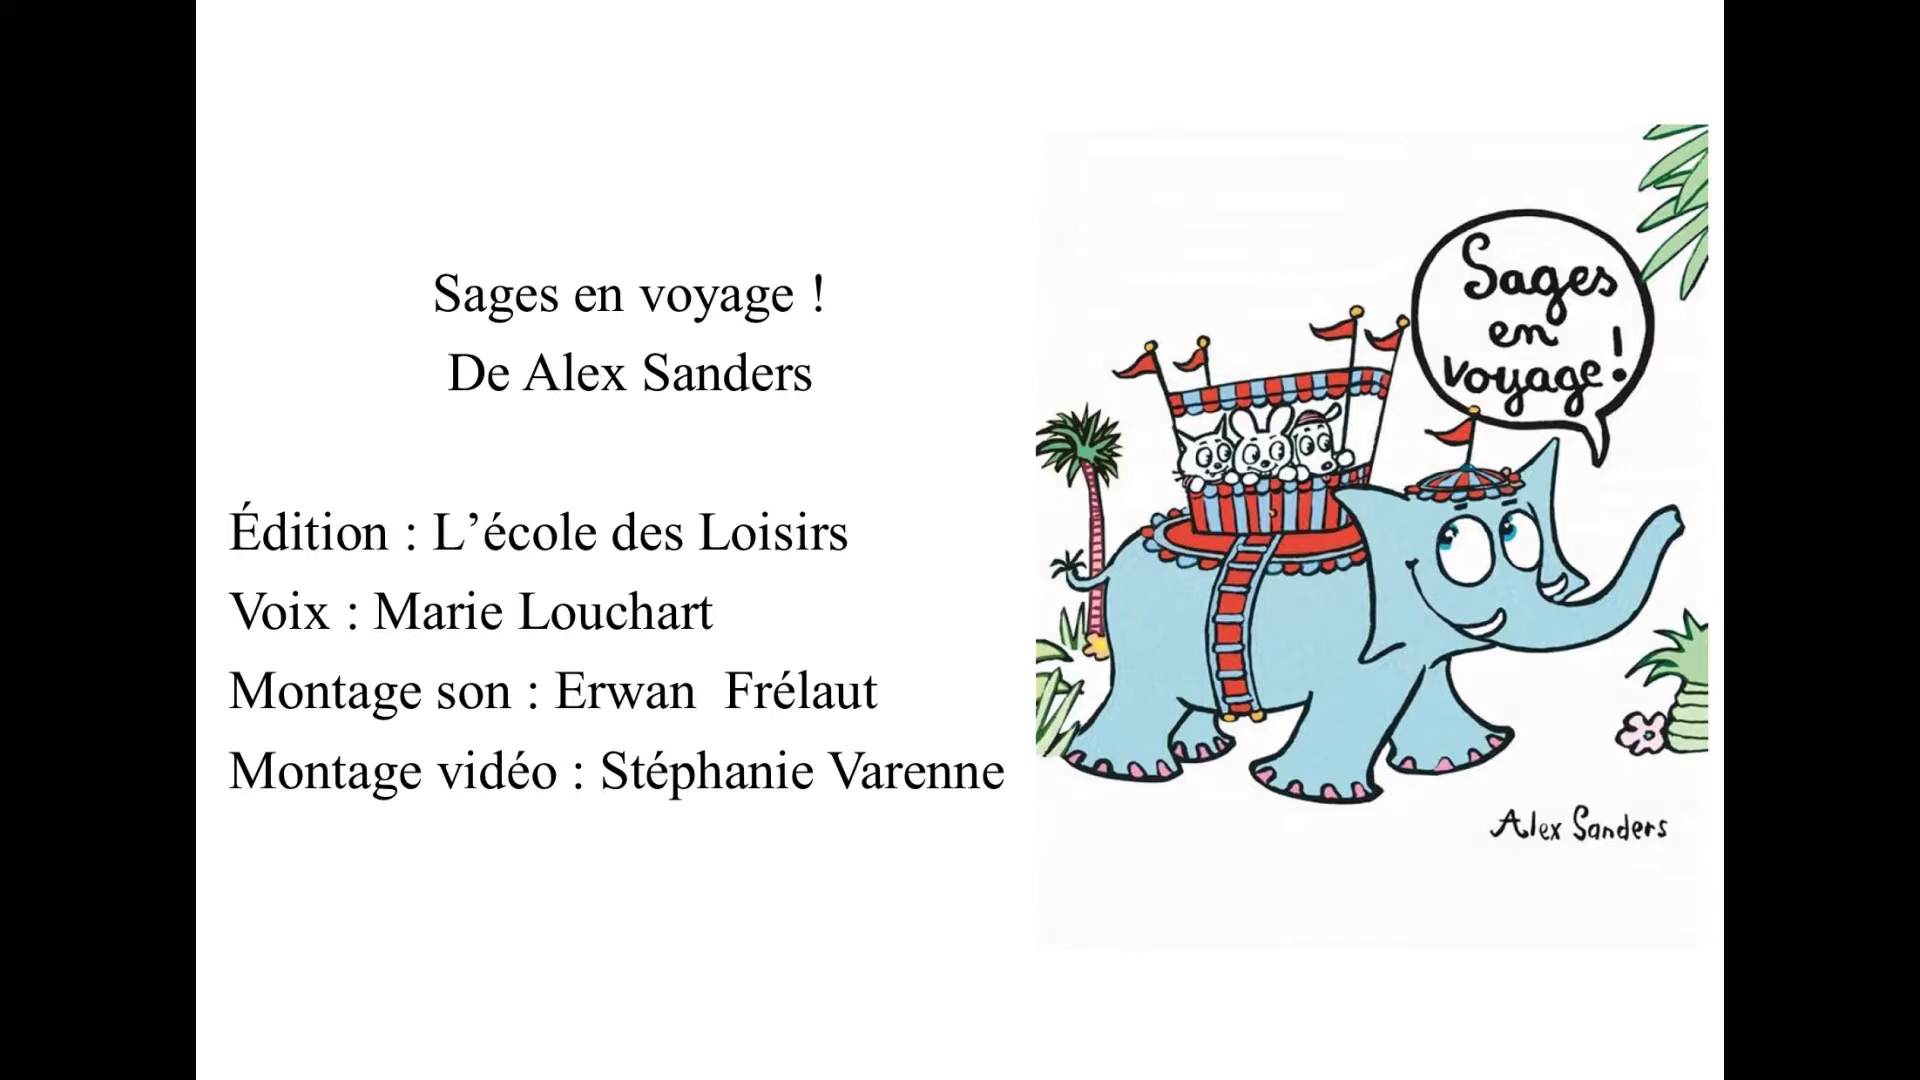 Sages en voyage !
De Alex Sanders
Édition : L’école des Loisirs
Voix : Marie Louchart
Montage son : Erwan  Frélaut
Montage vidéo : Stéphanie Varenne
Sages
en
voyage !
Alex Sanders